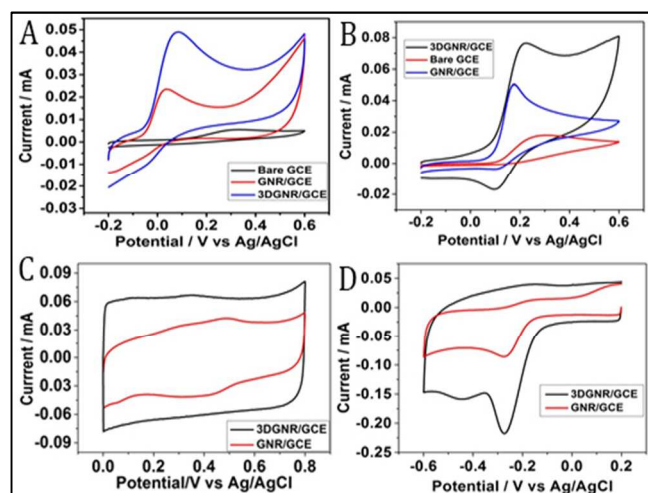 A
0.05
0.04
0.03
0.02
0.01
0.00
-0.01
-0.02
-0.03
Currrent / mA
Bare GCE
GNR/GCE
3DGNR/GCE
-0.2 0.0 0.2 0.4 0.6
Potential / V vs Ag/AgCl
B
0.08
0.06
0.04
0.02
0.00
0.02
Currrent / mA
3DGNR/GCE
Bare GCE
GNR/GCE
-0.2 0.0 0.2 0.4 0.6
Potential / V vs Ag/AgCl
C
0.09
0.06
0.03
0.00
0.03
-0.06
-0.09
Currrent / mA
3DGNR/GCE
GNR/GCE
0.0 0.2 0.4 0.6 0.8
Potential/V vs Ag/AgCl
D
0.05
0.00
-0.05
-0.10
-0.15
-0.20
-0.25
Currrent / mA
3DGNR/GCE
GNR/GCE
-0.6 -0.4 -0.2 0.0 0.2
Potential / V vs Ag/AgCl